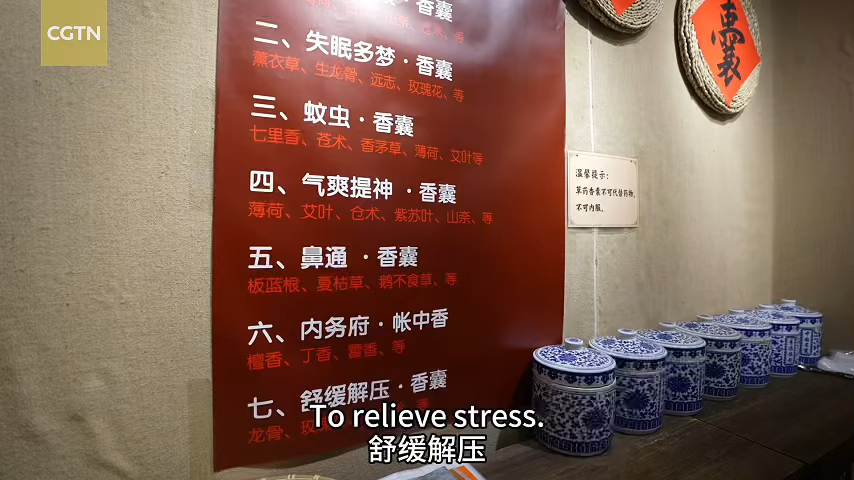 CGTN
香囊
二、失眠多梦·香囊
薰衣草、生龙骨、远志、玫瑰花、等
三、蚊虫·香囊
七里香、苍术、香茅草、薄荷、艾叶等
四、气爽提神·香囊
薄荷、艾叶、仓术、紫苏叶、山奈、等
五、鼻通·香囊
板蓝根、夏枯草、鹅不食草、等
六、内务府·帐中香
檀香、丁香、藿香、等
七、舒缓解压·香囊
龙骨、
温馨提示:
草药香囊不可代替药物,
不可内服。
To relieve stress.
舒缓解压